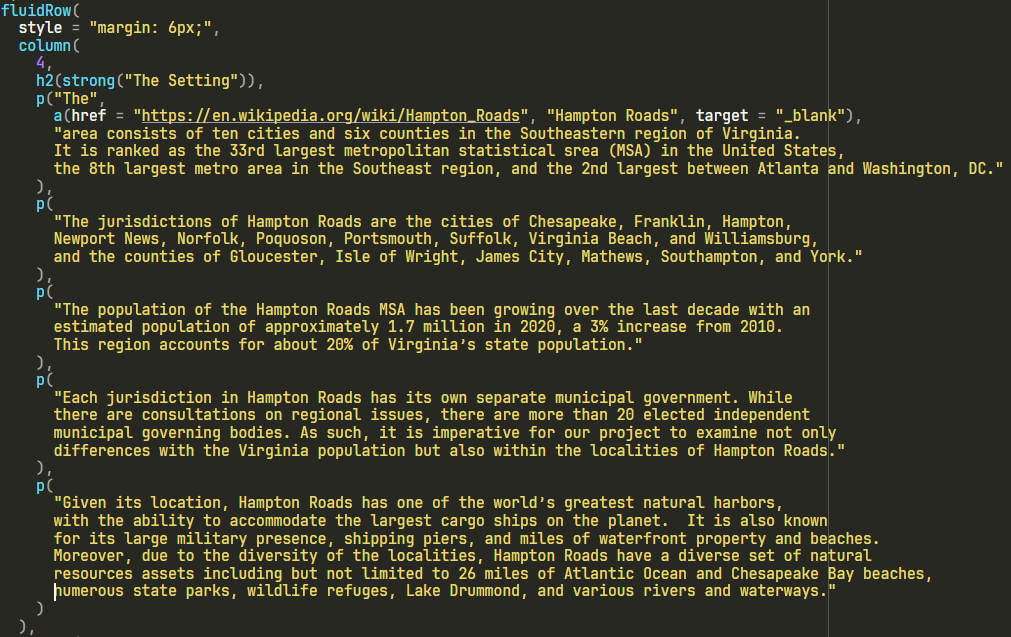 fluidRow(
  style = "margin: 6px;",
  column(
    4,
    h2(strong("The Setting")),
    p("The",
      a(href = "https://en.wikipedia.org/wiki/Hampton_Roads", "Hampton Roads", target = "_blank"),
      "area consists of ten cities and six counties in the Southeastern region of Virginia.
      It is ranked as the 33rd largest metropolitan statistical srea (MSA) in the United States,
      the 8th largest metro area in the Southeast region, and the 2nd largest between Atlanta and Washington, DC."
    ),
    p(
      "The jurisdictions of Hampton Roads are the cities of Chesapeake, Franklin, Hampton,
      Newport News, Norfolk, Poquoson, Portsmouth, Suffolk, Virginia Beach, and Williamsburg,
      and the counties of Gloucester, Isle of Wright, James City, Mathews, Southampton, and York."
    ),
    p(
      "The population of the Hampton Roads MSA has been growing over the last decade with an
      estimated population of approximately 1.7 million in 2020, a 3% increase from 2010.
      This region accounts for about 20% of Virginia's state population."
    ),
    p(
      "Each jurisdiction in Hampton Roads has its own separate municipal government. While
      there are consultations on regional issues, there are more than 20 elected independent
      municipal governing bodies. As such, it is imperative for our project to examine not only
      differences with the Virginia population but also within the localities of Hampton Roads."
    ),
    p(
      "Given its location, Hampton Roads has one of the world's greatest natural harbors,
      with the ability to accommodate the largest cargo ships on the planet.  It is also known
      for its large military presence, shipping piers, and miles of waterfront property and beaches.
      Moreover, due to the diversity of the localities, Hampton Roads have a diverse set of natural
      resources assets including but not limited to 26 miles of Atlantic Ocean and Chesapeake Bay beaches,
      numerous state parks, wildlife refuges, Lake Drummond, and various rivers and waterways."
    )
  ),